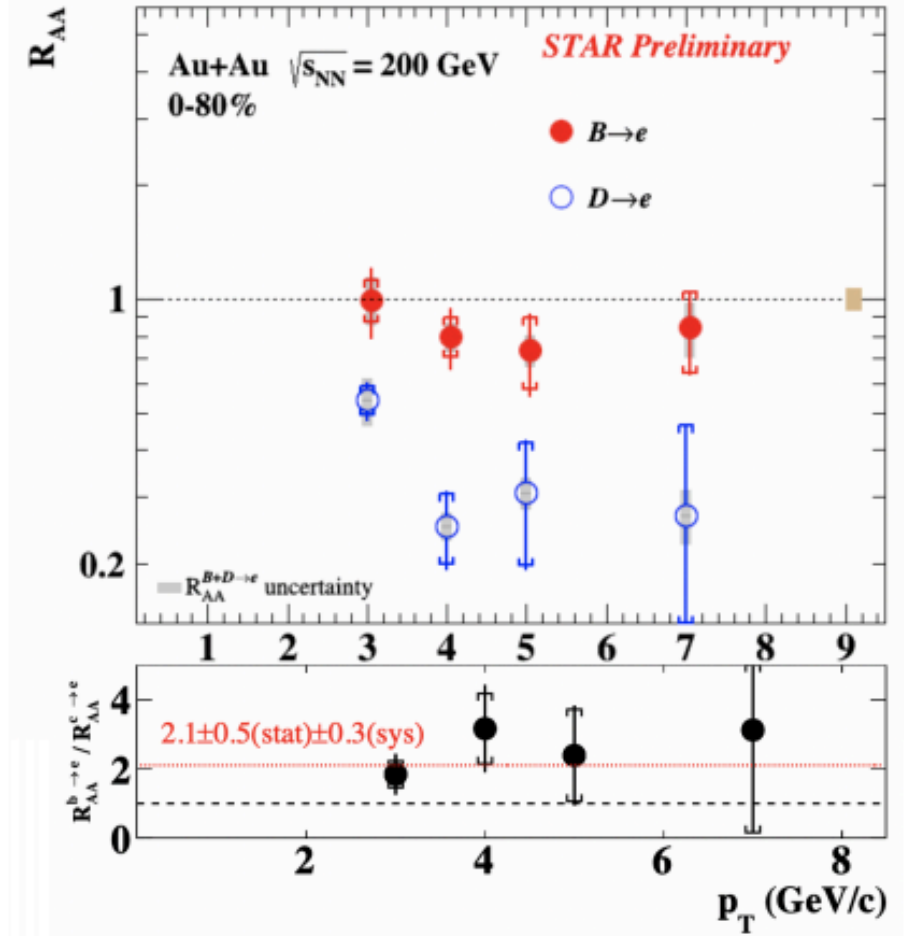 R_AA
Au+Au √s_NN = 200 GeV
0-80%
STAR Preliminary
B→e
D→e
1
0.2
R_AA^{B+D→e} uncertainty
1 2 3 4 5 6 7 8 9
R_AA^{b→e} / R_AA^{c→e}
4
2.1±0.5(stat)±0.3(sys)
2
0
2 4 6 8
p_T (GeV/c)